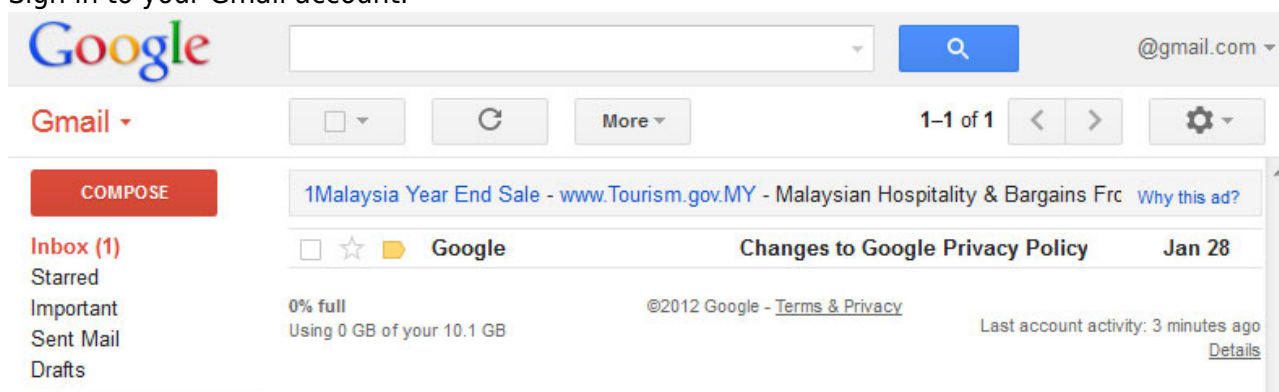 Sign in to your Gmail account.
Google
@gmail.com
Gmail
More
1–1 of 1
COMPOSE
1Malaysia Year End Sale - www.Tourism.gov.MY - Malaysian Hospitality & Bargains Frc Why this ad?
Inbox (1)
Google Changes to Google Privacy Policy Jan 28
Starred
Important
Sent Mail
Drafts
0% full
Using 0 GB of your 10.1 GB
©2012 Google - Terms & Privacy
Last account activity: 3 minutes ago
Details